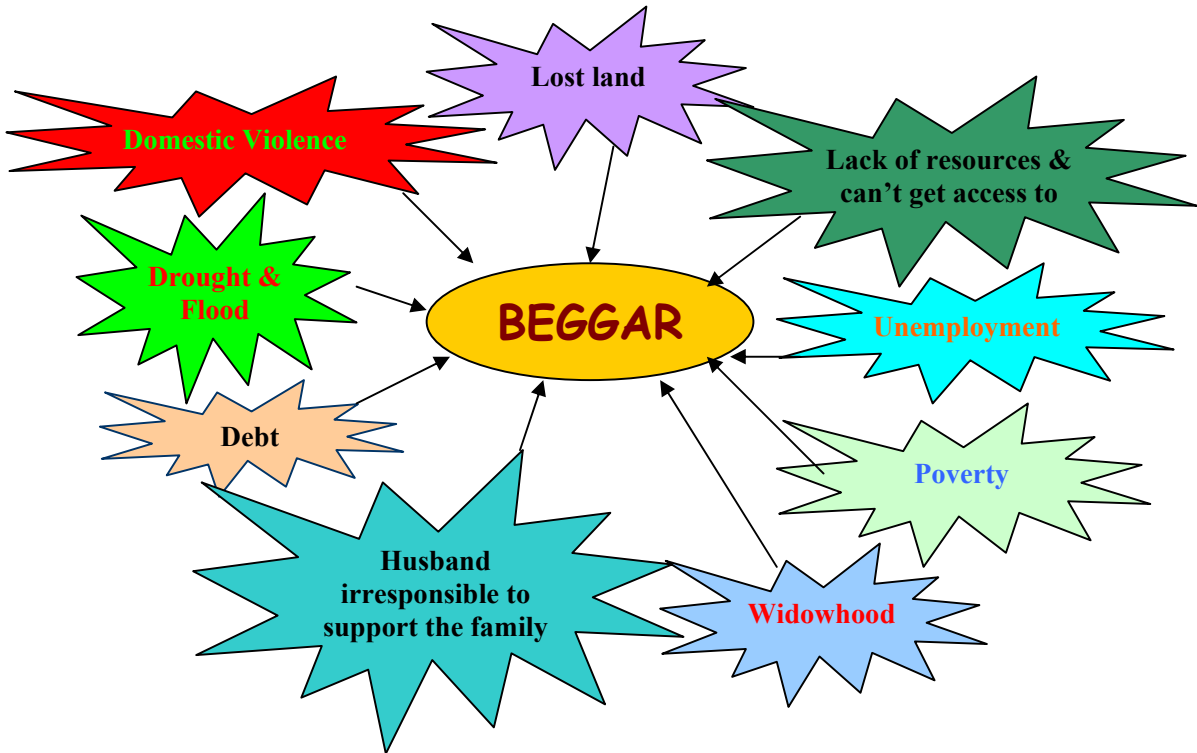 Lost land
Domestic Violence
Lack of resources &
can’t get access to
Drought &
Flood
BEGGAR
Unemployment
Debt
Poverty
Husband
irresponsible to
support the family
Widowhood